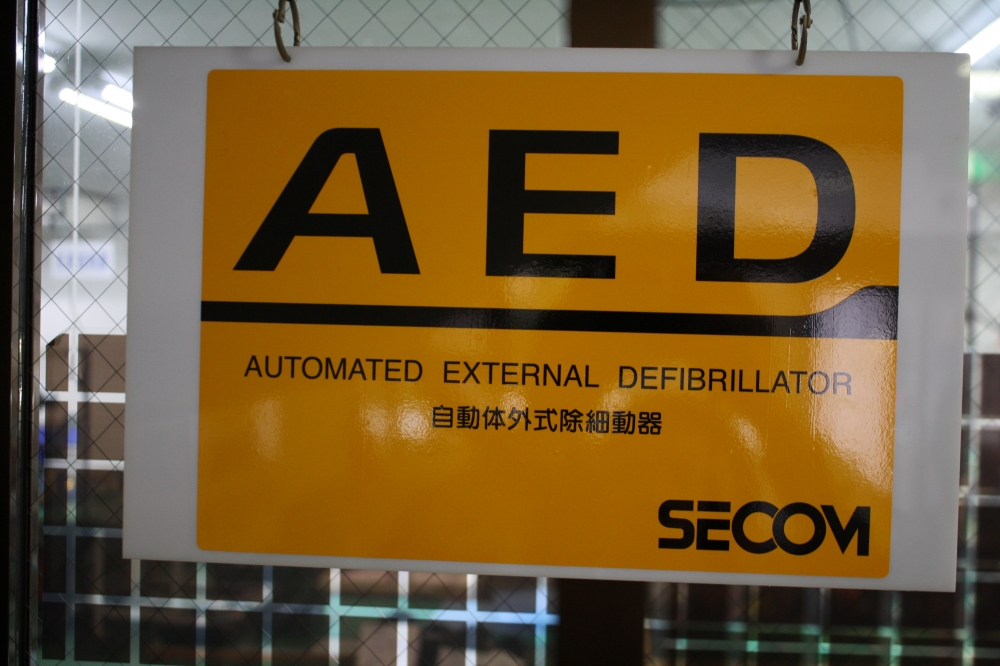 AED
AUTOMATED EXTERNAL DEFIBRILLATOR
自動体外式除細動器
SECOM